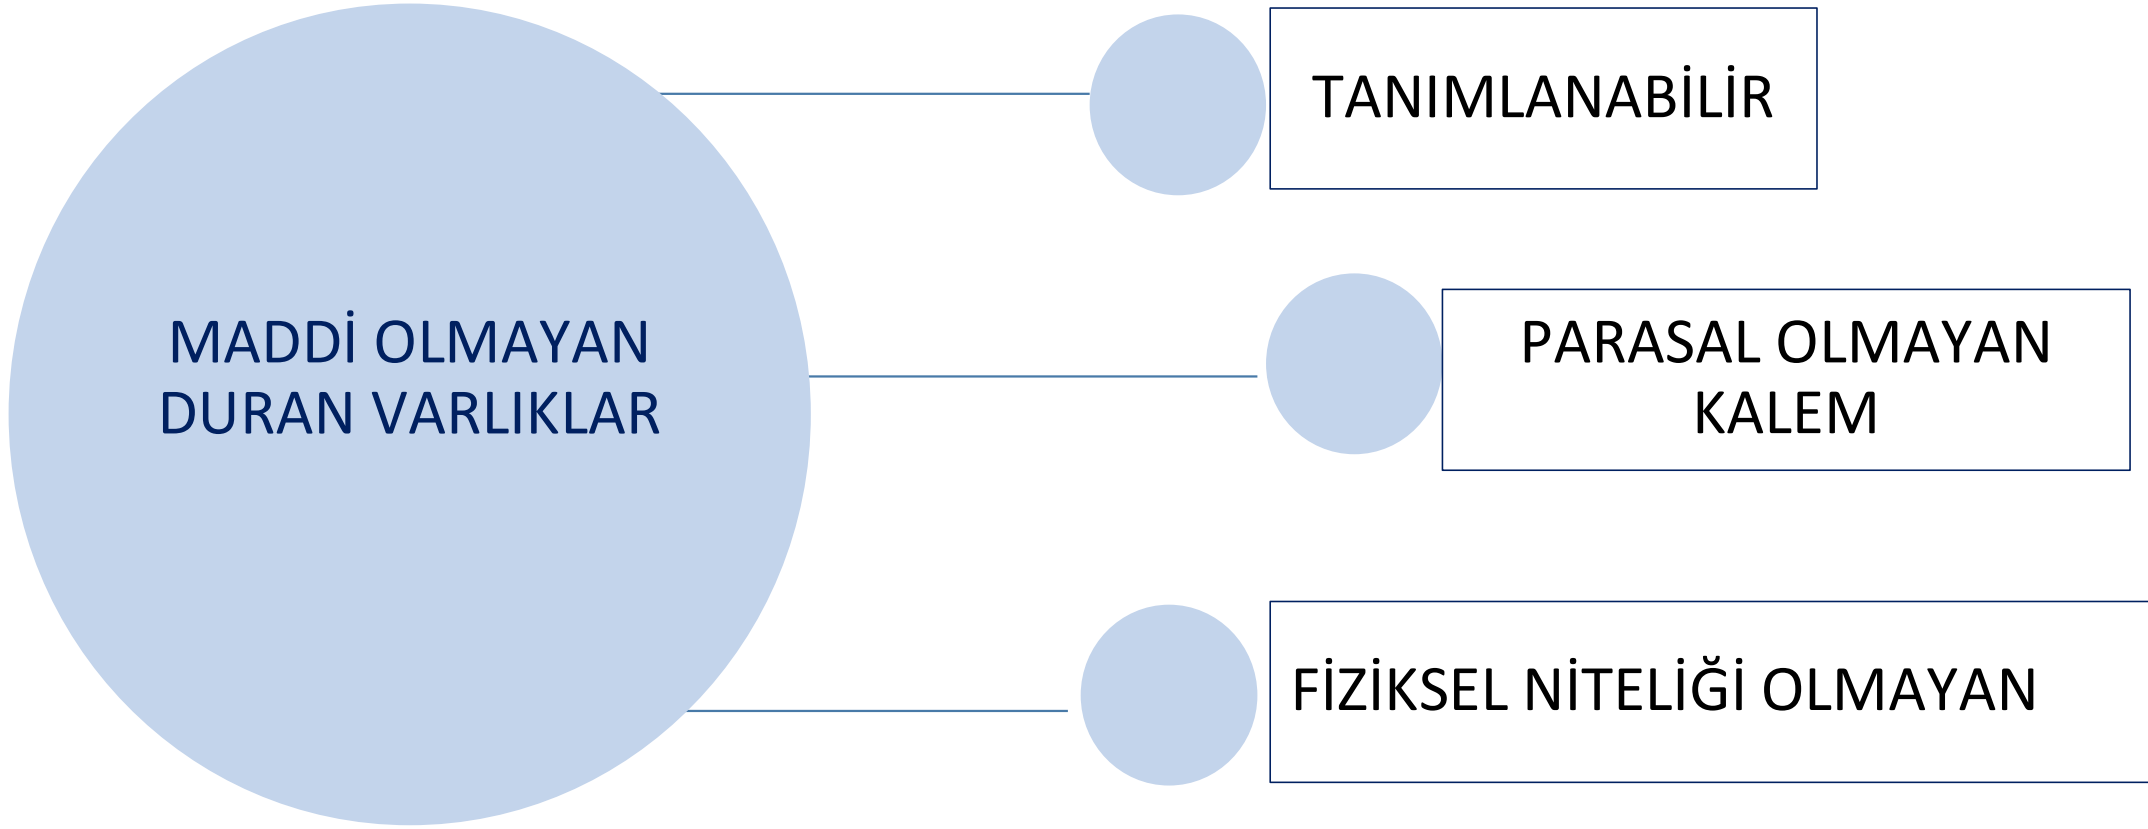 MADDİ OLMAYAN
DURAN VARLIKLAR
TANIMLANABİLİR
PARASAL OLMAYAN
KALEM
FİZİKSEL NİTELİĞİ OLMAYAN